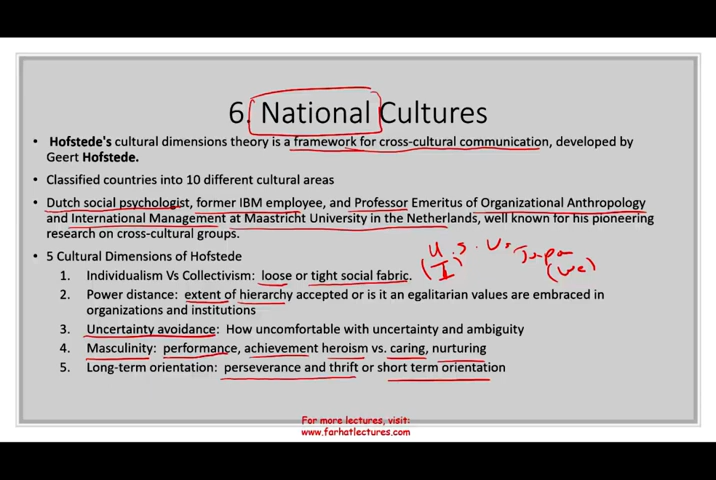 6. National Cultures
• Hofstede's cultural dimensions theory is a framework for cross-cultural communication, developed by
Geert Hofstede.
• Classified countries into 10 different cultural areas
• Dutch social psychologist, former IBM employee, and Professor Emeritus of Organizational Anthropology
and International Management at Maastricht University in the Netherlands, well known for his pioneering
research on cross-cultural groups.
• 5 Cultural Dimensions of Hofstede
U.S. Vs Japan
(I) (we)
1. Individualism Vs Collectivism: loose or tight social fabric.
2. Power distance: extent of hierarchy accepted or is it an egalitarian values are embraced in
organizations and institutions
3. Uncertainty avoidance: How uncomfortable with uncertainty and ambiguity
4. Masculinity: performance, achievement heroism vs. caring, nurturing
5. Long-term orientation: perseverance and thrift or short term orientation
For more lectures, visit:
www.farhatlectures.com